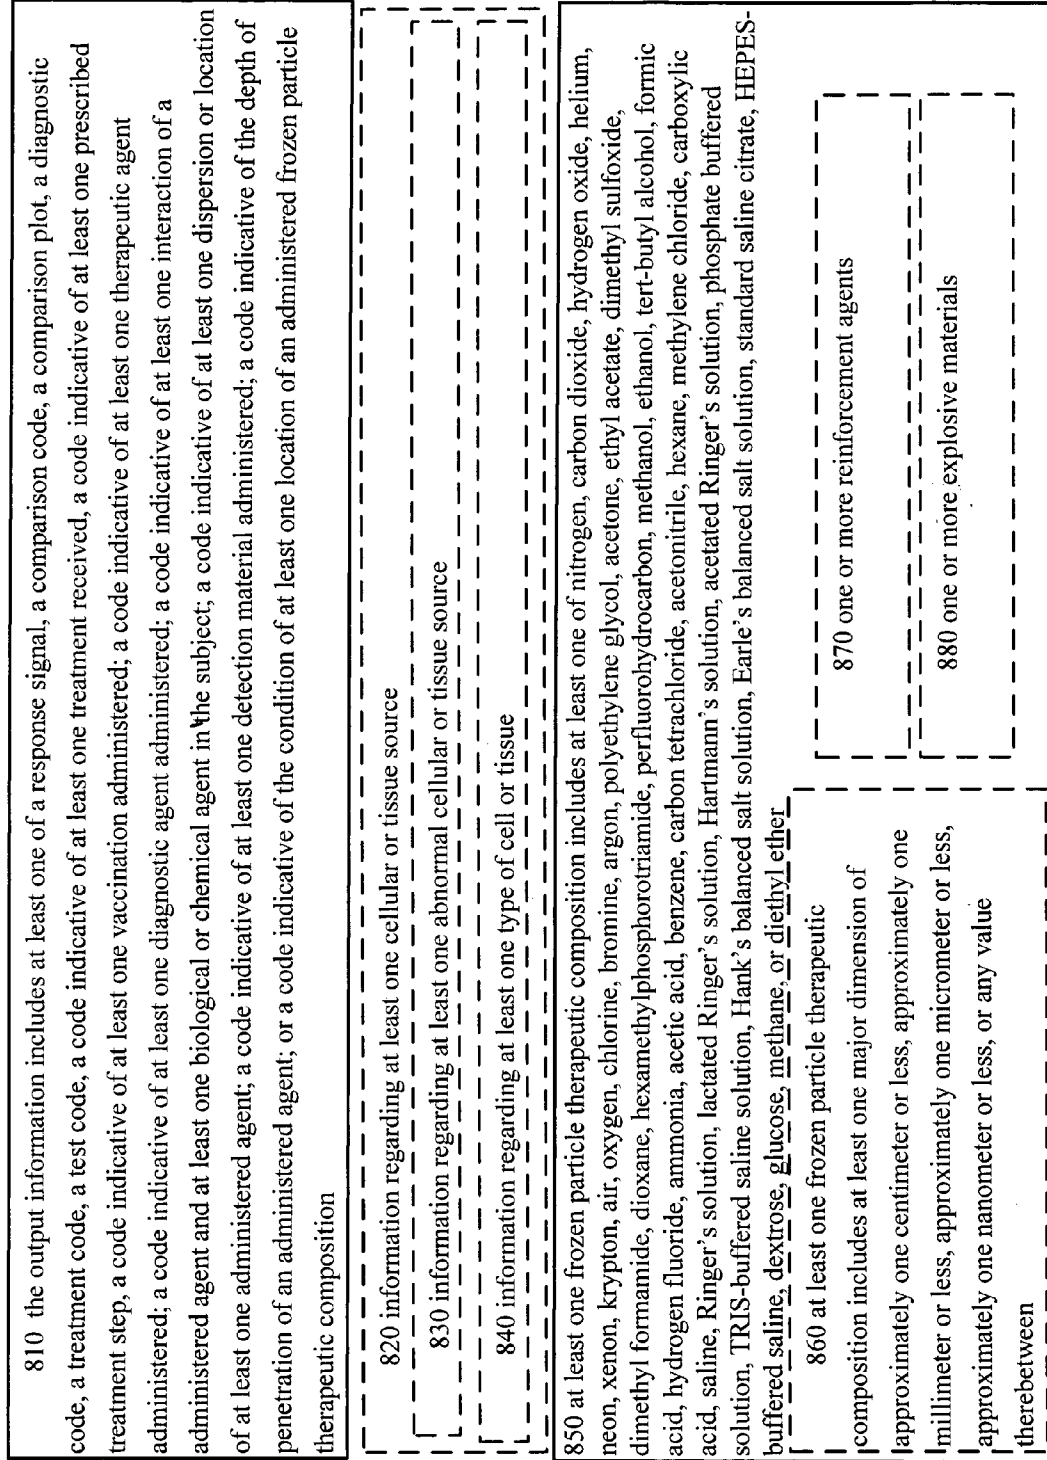 810 the output information includes at least one of a response signal, a comparison code, a comparison plot, a diagnostic
code, a treatment code, a test code, a code indicative of at least one treatment received, a code indicative of at least one prescribed
treatment step, a code indicative of at least one vaccination administered; a code indicative of at least one therapeutic agent
administered; a code indicative of at least one diagnostic agent administered; a code indicative of at least one interaction of a
administered agent and at least one biological or chemical agent in the subject; a code indicative of at least one dispersion or location
of at least one administered agent; a code indicative of at least one detection material administered; a code indicative of the depth of
penetration of an administered agent; or a code indicative of the condition of at least one location of an administered frozen particle
therapeutic composition
820 information regarding at least one cellular or tissue source
830 information regarding at least one abnormal cellular or tissue source
840 information regarding at least one type of cell or tissue
850 at least one frozen particle therapeutic composition includes at least one of nitrogen, carbon dioxide, hydrogen oxide, helium,
neon, xenon, krypton, air, oxygen, chlorine, bromine, argon, polyethylene glycol, acetone, ethyl acetate, dimethyl sulfoxide,
dimethyl formamide, dioxane, hexamethylphosphorotriamide, perfluorohydrocarbon, methanol, ethanol, tert-butyl alcohol, formic
acid, hydrogen fluoride, ammonia, acetic acid, benzene, carbon tetrachloride, acetonitrile, hexane, methylene chloride, carboxylic
acid, saline, Ringer's solution, lactated Ringer's solution, Hartmann's solution, acetated Ringer's solution, phosphate buffered
solution, TRIS-buffered saline solution, Hank's balanced salt solution, Earle's balanced salt solution, standard saline citrate, HEPES-
buffered saline, dextrose, glucose, methane, or diethyl ether
860 at least one frozen particle therapeutic
composition includes at least one major dimension of
approximately one centimeter or less, approximately one
millimeter or less, approximately one micrometer or less,
approximately one nanometer or less, or any value
therebetween
870 one or more reinforcement agents
880 one or more explosive materials